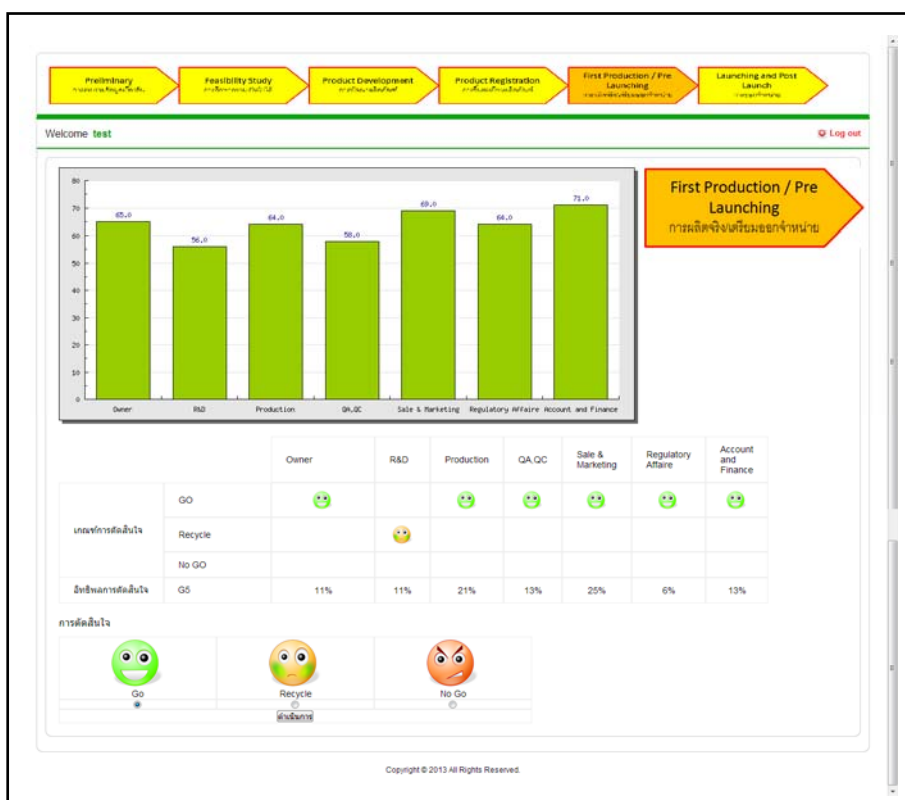 Preliminary
Feasibility Study
Product Development
Product Registration
First Production / Pre
Launching
Launching and Post
Launch
Welcome test
Log out
First Production / Pre
Launching
การผลิตจริง/เตรียมออกจำหน่าย
80
70
60
50
40
30
20
10
0
65.0
56.0
64.0
58.0
69.0
64.0
71.0
Owner
R&D
Production
QA,QC
Sale & Marketing
Regulatory Affaire
Account and Finance
Owner
R&D
Production
QA,QC
Sale &
Marketing
Regulatory
Affaire
Account
and
Finance
เกณฑ์การตัดสินใจ
GO
Recycle
No GO
อิทธิพลการตัดสินใจ
G5
11%
11%
21%
13%
25%
6%
13%
การตัดสินใจ
Go
Recycle
No Go
ดำเนินการ
Copyright © 2013 All Rights Reserved.